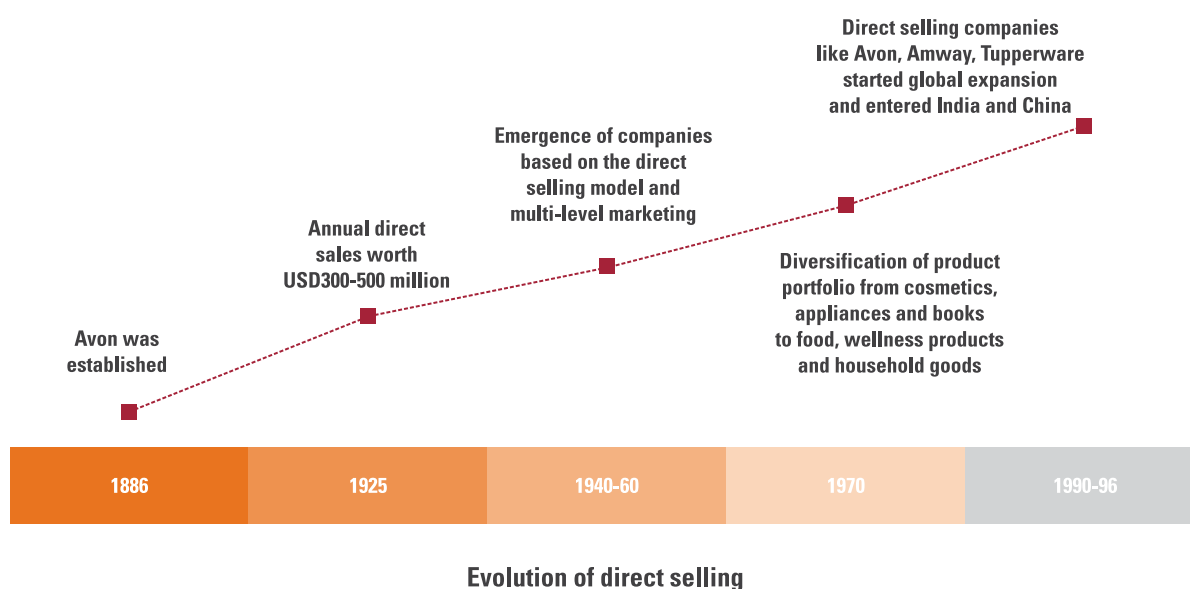 Direct selling companies
like Avon, Amway, Tupperware
started global expansion
and entered India and China
Emergence of companies
based on the direct
selling model and
multi-level marketing
Annual direct
sales worth
USD300-500 million
Diversification of product
portfolio from cosmetics,
appliances and books
to food, wellness products
and household goods
Avon was
established
1886
1925
1940-60
1970
1990-96
Evolution of direct selling